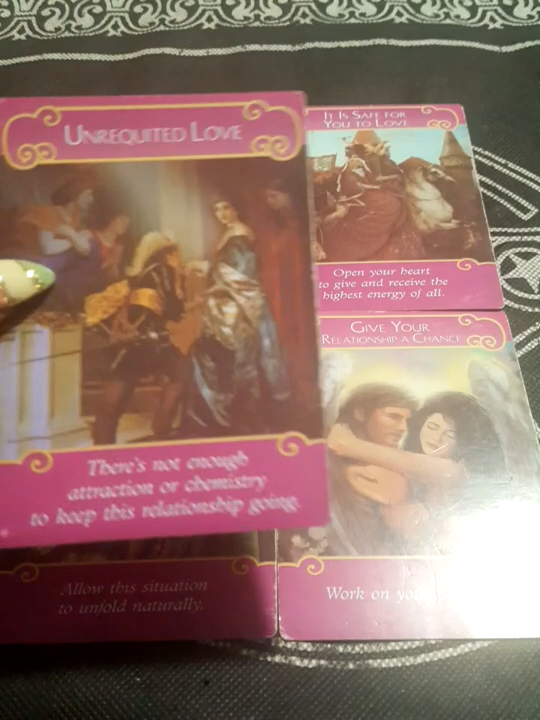 UNREQUITED LOVE
There's not enough
attraction or chemistry
to keep this relationship going.
IT IS SAFE FOR
YOU TO LOVE
Open your heart
to give and receive the
highest energy of all.
GIVE YOUR
RELATIONSHIP A CHANCE
Work on yo
Allow this situation
to unfold naturally.